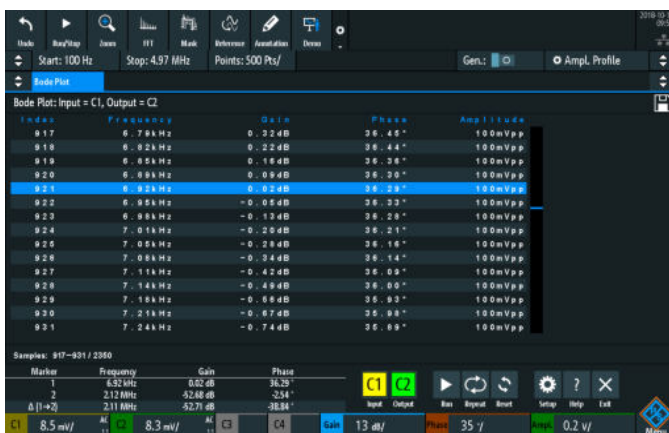 2018-10-1
Undo Run/Stop Zoom FFT Mask Reference Annotation Demo
Start: 100 Hz Stop: 4.97 MHz Points: 500 Pts/ Gen.: Ampl. Profile
Bode Plot
Bode Plot: Input = C1, Output = C2
Index Frequency Gain Phase Amplitude
917 6.79kHz 0.32dB 36.45° 100mVpp
918 6.82kHz 0.22dB 36.44° 100mVpp
919 6.85kHz 0.16dB 36.36° 100mVpp
920 6.89kHz 0.09dB 36.30° 100mVpp
921 6.92kHz 0.02dB 36.29° 100mVpp
922 6.95kHz -0.05dB 36.33° 100mVpp
923 6.98kHz -0.13dB 36.28° 100mVpp
924 7.01kHz -0.20dB 36.21° 100mVpp
925 7.05kHz -0.28dB 36.16° 100mVpp
926 7.08kHz -0.34dB 36.14° 100mVpp
927 7.11kHz -0.42dB 36.09° 100mVpp
928 7.14kHz -0.49dB 36.00° 100mVpp
929 7.18kHz 35.93° 100mVpp
930 7.21kHz -0.67dB 35.98° 100mVpp
931 7.24kHz -0.74dB 35.89° 100mVpp
Samples: 917-931 / 2350
Marker Frequency Gain Phase
1 6.92 kHz 0.02 dB 36.29°
2 2.12 MHz -52.68 dB -2.54°
Δ (1→2) 2.11 MHz -52.71 dB -38.84°
C1 C2 ?
Input Output Run Repeat Reset Setup Help Exit
C1 8.5 mV/ AC C2 8.3 mV/ AC C3 C4 Gain 13 dB/ Phase 35 °/ Ampl. 0.2 V/ Menu